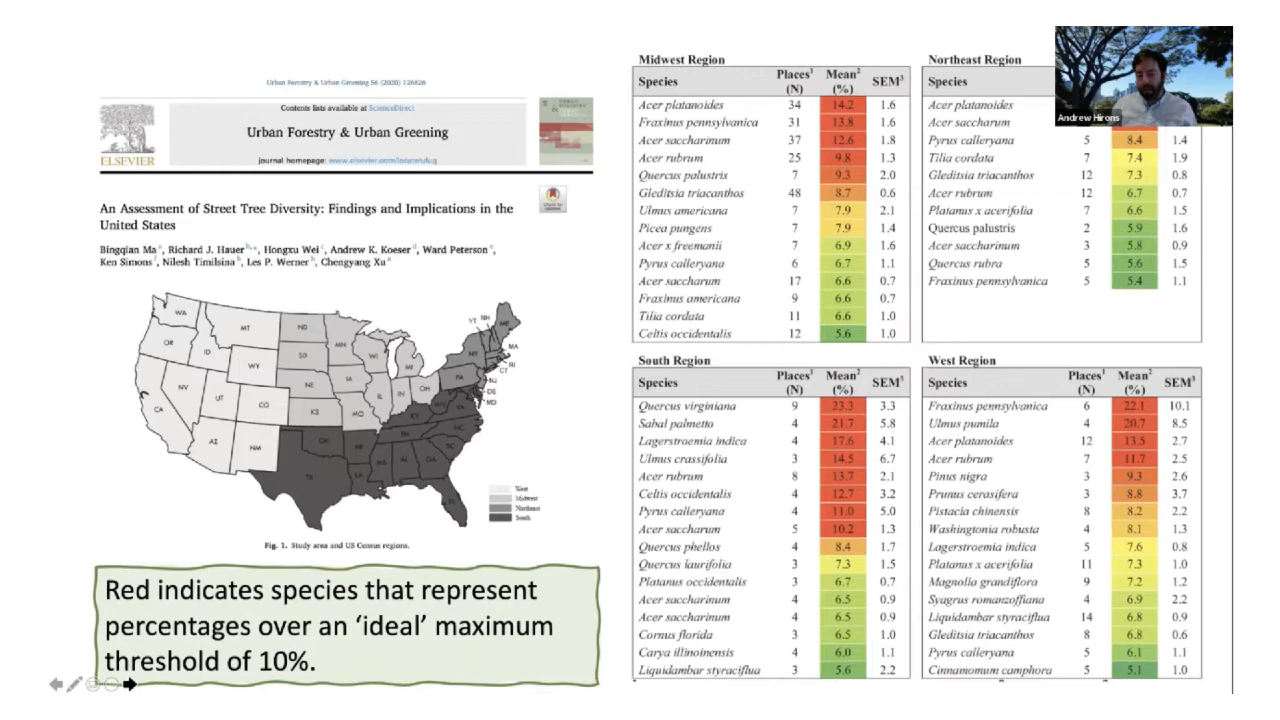 Urban Forestry & Urban Greening 56 (2020) 126826
Contents lists available at ScienceDirect
Urban Forestry & Urban Greening
journal homepage: www.elsevier.com/locate/ufug
ELSEVIER
An Assessment of Street Tree Diversity: Findings and Implications in the
United States
Bingqian Ma, Richard J. Hauer, Hongxu Wei, Andrew K. Koeser, Ward Peterson,
Ken Simons, Nilesh Timilsina, Les P. Werner, Chengyang Xu
WA
OR
CA
ID
NV
MT
WY
UT
AZ
CO
NM
ND
SD
NE
KS
MN
IA
MO
WI
IL
IN
MI
OH
PA
NY
VT
NH
ME
MA
RI
CT
NJ
DE
MD
KY
VA
NC
TN
SC
OK
AR
TX
LA
MS
AL
GA
FL
West
Midwest
Northeast
South
Fig. 1. Study area and US Census regions.
Red indicates species that represent
percentages over an ‘ideal’ maximum
threshold of 10%.
Midwest Region
Species Places¹ (N) Mean² (%) SEM³
Acer platanoides 34 14.2 1.6
Fraxinus pennsylvanica 31 13.8 1.6
Acer saccharinum 37 12.6 1.8
Acer rubrum 25 9.8 1.3
Quercus palustris 7 9.3 2.0
Gleditsia triacanthos 48 8.7 0.6
Ulmus americana 7 7.9 2.1
Picea pungens 7 7.9 1.4
Acer x freemanii 7 6.9 1.6
Pyrus calleryana 6 6.7 1.1
Acer saccharum 17 6.6 0.7
Fraxinus americana 9 6.6 0.7
Tilia cordata 11 6.6 1.0
Celtis occidentalis 12 5.6 1.0
Northeast Region
Species
Acer platanoides
Acer saccharum
Pyrus calleryana 5 8.4 1.4
Tilia cordata 7 7.4 1.9
Gleditsia triacanthos 12 7.3 0.8
Acer rubrum 12 6.7 0.7
Platanus x acerifolia 7 6.6 1.5
Quercus palustris 2 5.9 1.6
Acer saccharinum 3 5.8 0.9
Quercus rubra 5 5.6 1.5
Fraxinus pennsylvanica 5 5.4 1.1
Andrew Hirons
South Region
Species Places¹ (N) Mean² (%) SEM³
Quercus virginiana 9 23.3 3.3
Sabal palmetto 4 21.7 5.8
Lagerstroemia indica 4 17.6 4.1
Ulmus crassifolia 3 14.5 6.7
Acer rubrum 8 13.7 2.1
Celtis occidentalis 4 12.7 3.2
Pyrus calleryana 4 11.0 5.0
Acer saccharum 5 10.2 1.3
Quercus phellos 4 8.4 1.7
Quercus laurifolia 3 7.3 1.5
Platanus occidentalis 3 6.7 0.7
Acer saccharinum 4 6.5 0.9
Acer saccharum 4 6.5 0.9
Cornus florida 3 6.5 1.0
Carya illinoinensis 4 6.0 1.1
Liquidambar styraciflua 3 5.6 2.2
West Region
Species Places¹ (N) Mean² (%) SEM³
Fraxinus pennsylvanica 6 22.1 10.1
Ulmus pumila 4 20.7 8.5
Acer platanoides 12 13.5 2.7
Acer rubrum 7 11.7 2.5
Pinus nigra 3 9.3 2.6
Prunus cerasifera 3 8.8 3.7
Pistacia chinensis 8 8.2 2.2
Washingtonia robusta 4 8.1 1.3
Lagerstroemia indica 5 7.6 0.8
Platanus x acerifolia 11 7.3 1.0
Magnolia grandiflora 9 7.2 1.2
Syagrus romanzoffiana 4 6.9 2.2
Liquidambar styraciflua 14 6.8 0.9
Gleditsia triacanthos 8 6.8 0.6
Pyrus calleryana 5 6.1 1.1
Cinnamomum camphora 5 5.1 1.0